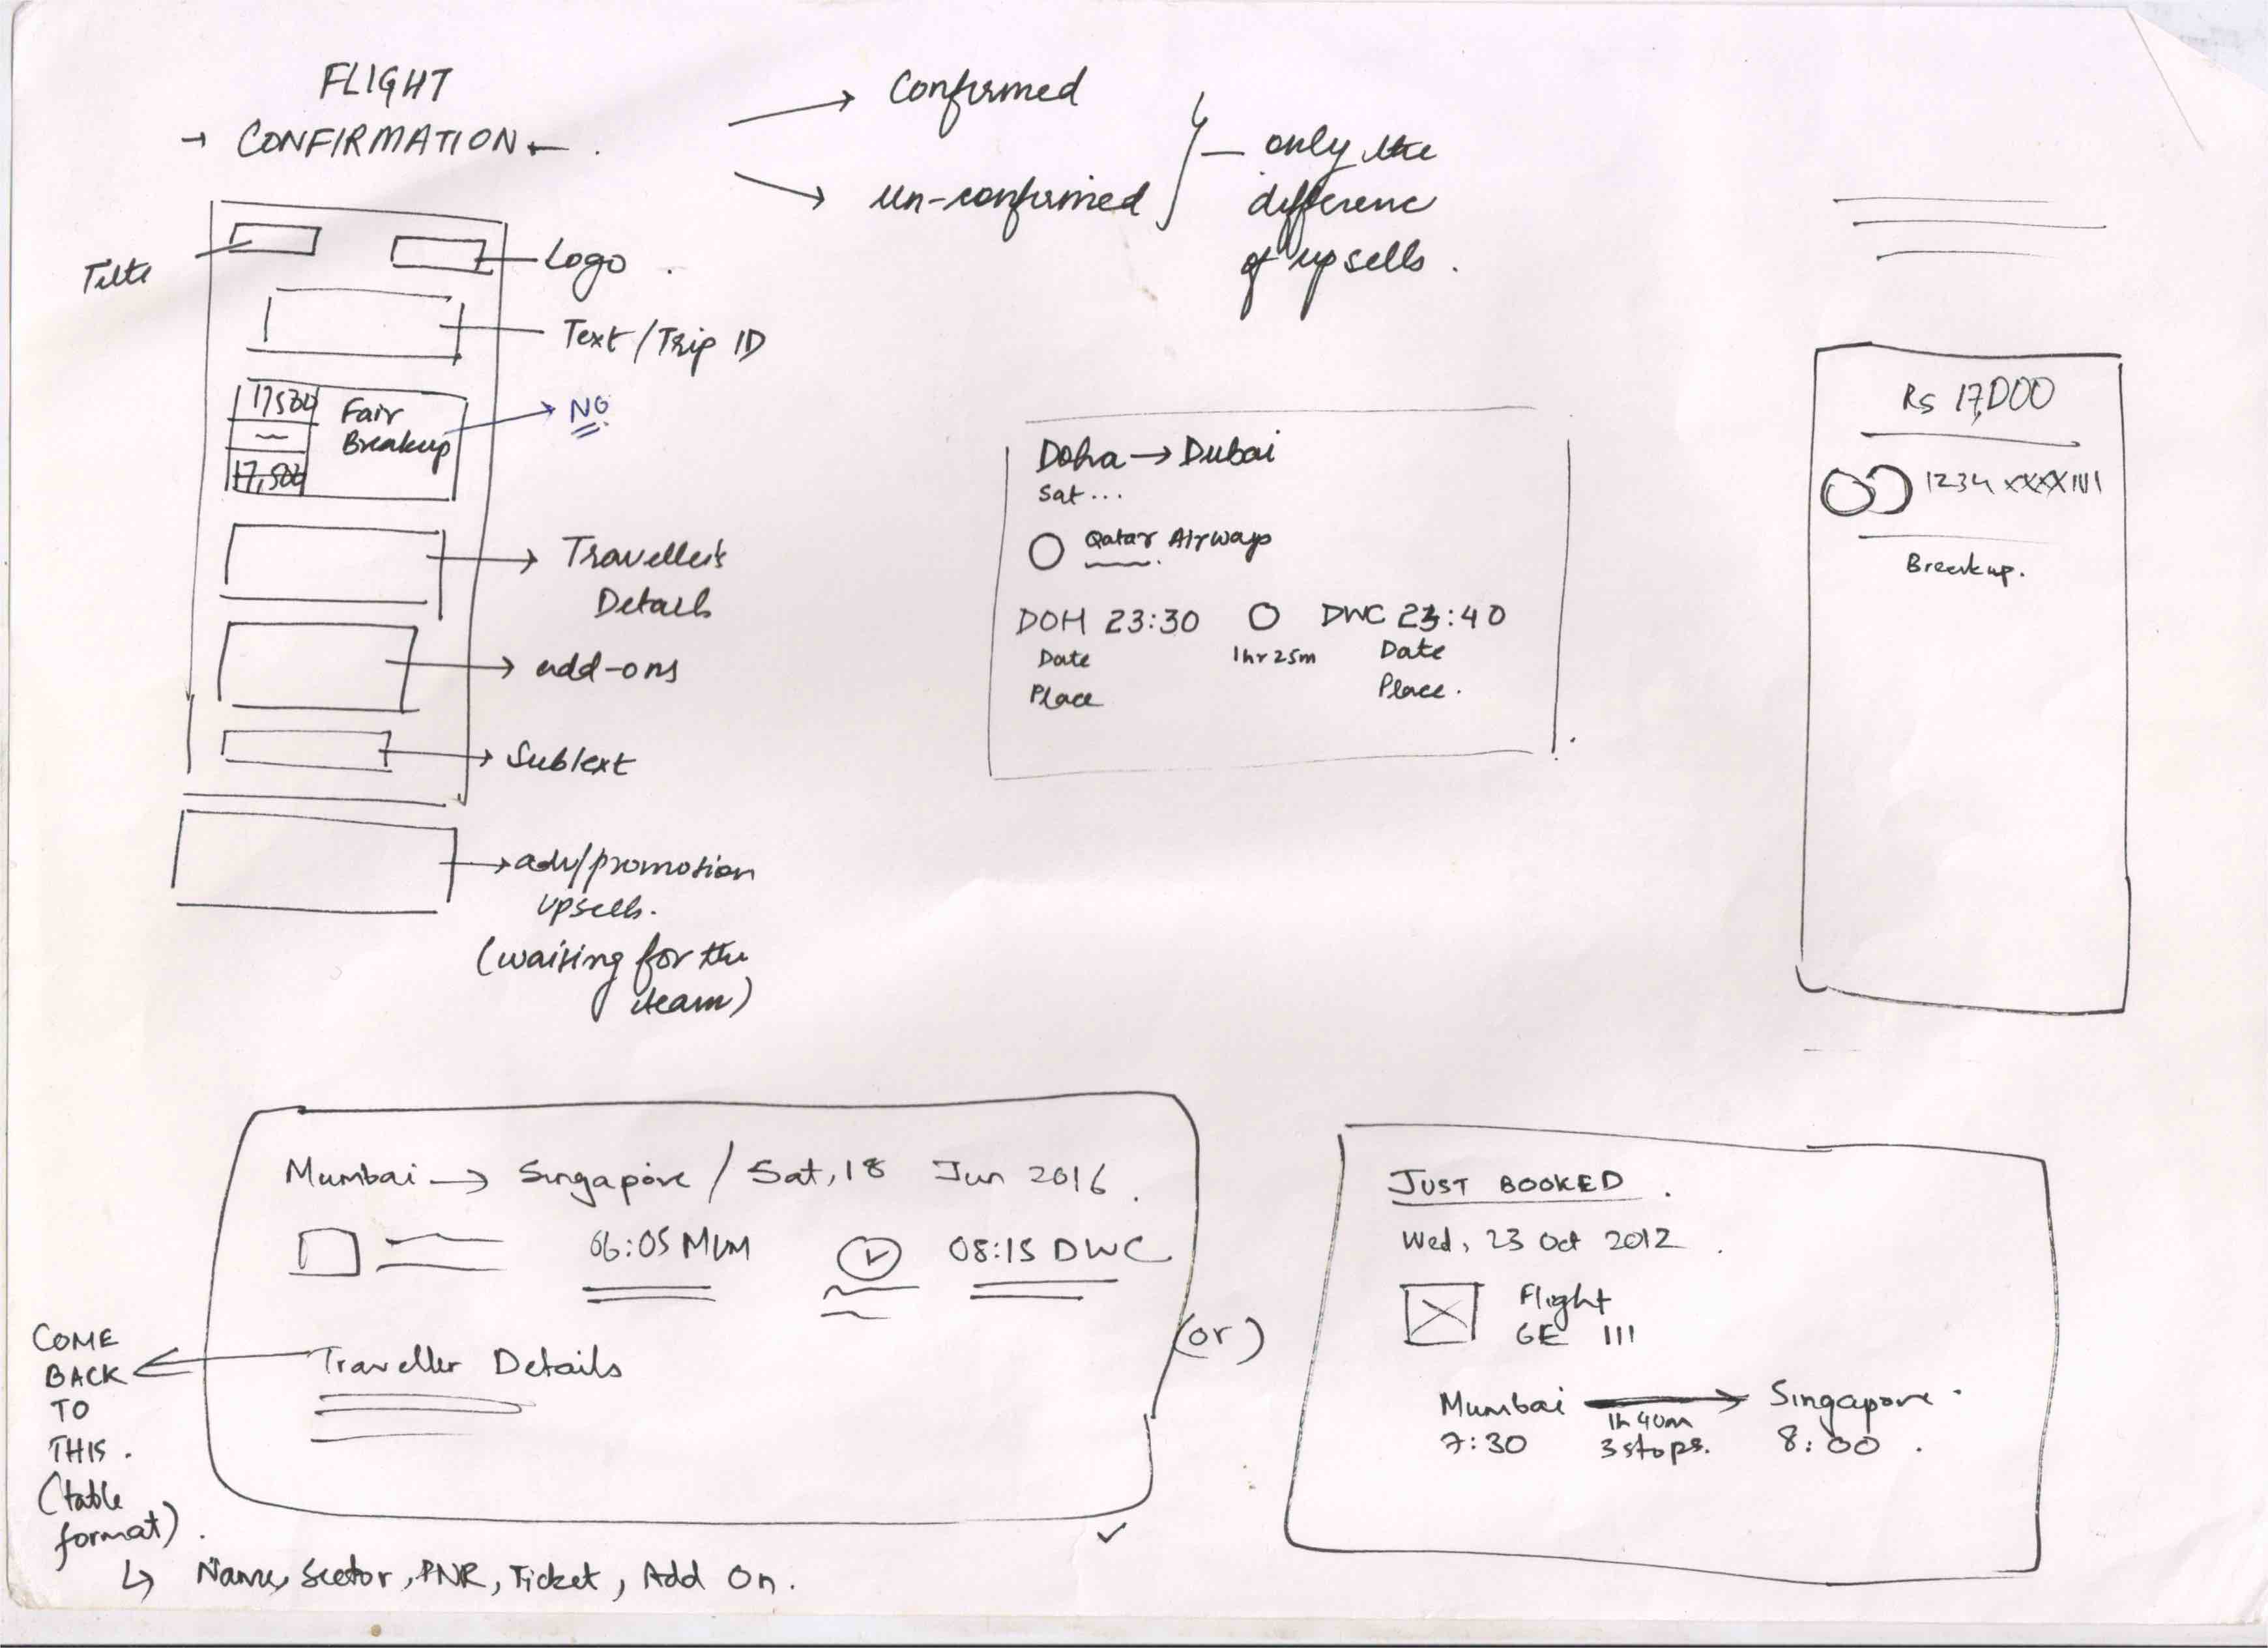 FLIGHT
→ CONFIRMATION ← .
Confirmed
un-confirmed
only the
difference
of upsells .
Logo .
Text / Trip ID
Fair
Breakup
NO
17,500
Traveller's
Details
add-ons
Subtext
adv/promotion
upsells.
(waiting for the
team)
Doha → Dubai
Sat ...
Qatar Airways
DOH 23:30 DWC 23:40
Date 1hr 25m Date
Place Place .
Rs 17,000
1234 XXXX 1111
Breakup.
Mumbai → Singapore / Sat, 18 Jun 2016 .
06:05 MUM 08:15 DWC
Traveller Details
COME
BACK
TO
THIS .
(table
format) .
↳ Name, Sector, PNR, Ticket, Add On .
(or)
JUST BOOKED .
Wed, 23 Oct 2012 .
Flight
6E 111
Mumbai → Singapore .
1h 40m
7:30 3 stops. 8:00 .